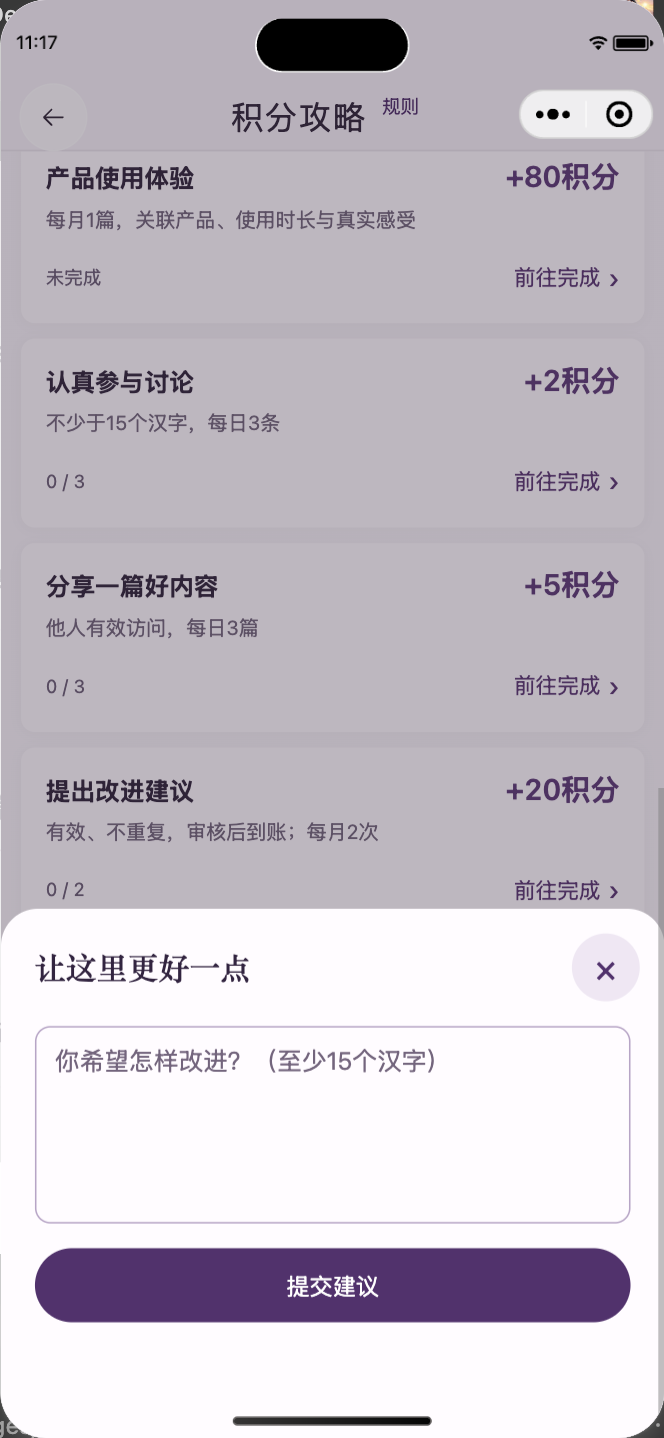 11:17
积分攻略 规则
产品使用体验 +80积分
每月1篇，关联产品、使用时长与真实感受
未完成 前往完成 ›
认真参与讨论 +2积分
不少于15个汉字，每日3条
0 / 3 前往完成 ›
分享一篇好内容 +5积分
他人有效访问，每日3篇
0 / 3 前往完成 ›
提出改进建议 +20积分
有效、不重复，审核后到账；每月2次
0 / 2 前往完成 ›
让这里更好一点
你希望怎样改进？（至少15个汉字）
提交建议